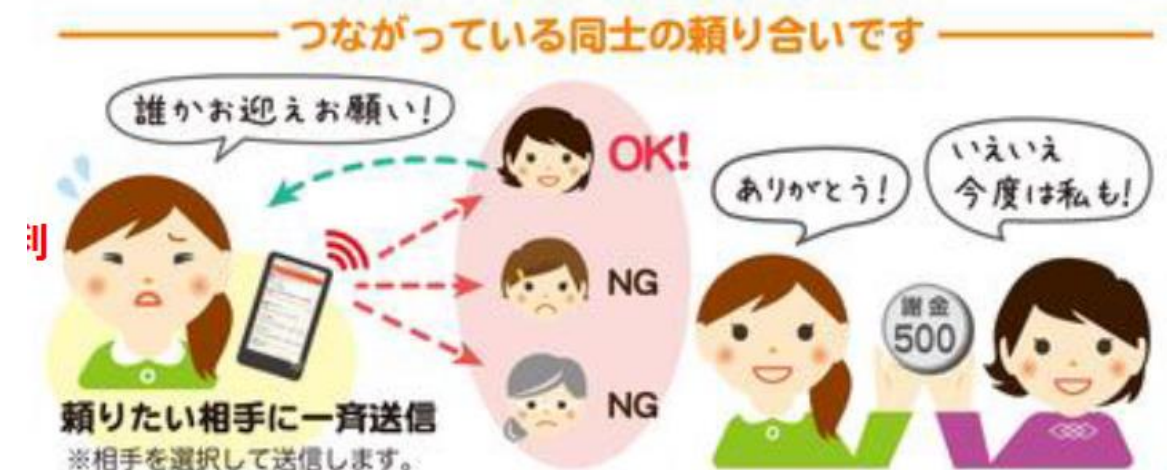 つながっている同士の頼り合いです
誰かお迎えお願い!
OK!
NG
NG
頼りたい相手に一斉送信
※相手を選択して送信します。
ありがとう!
いえいえ
今度は私も!
謝金
500